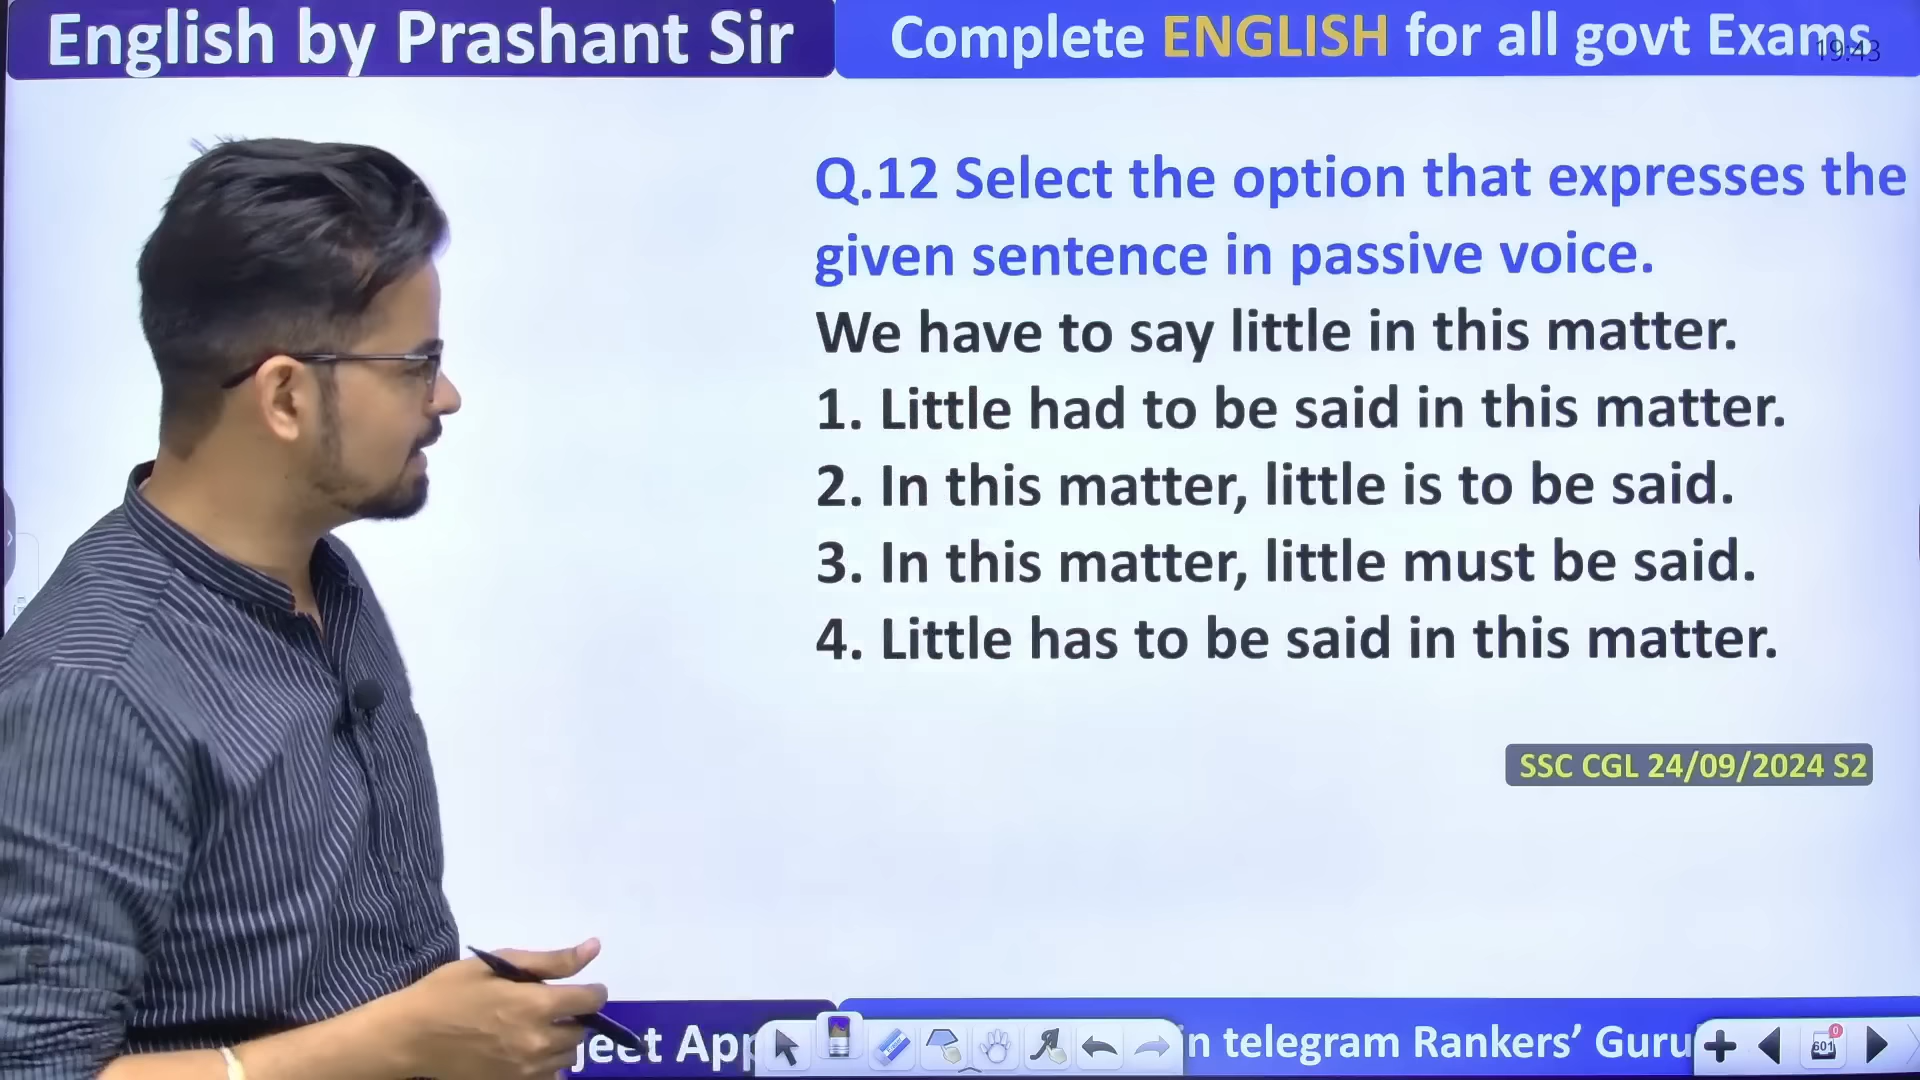 English by Prashant Sir
Complete ENGLISH for all govt Exams
19:43
Q.12 Select the option that expresses the
given sentence in passive voice.
We have to say little in this matter.
1. Little had to be said in this matter.
2. In this matter, little is to be said.
3. In this matter, little must be said.
4. Little has to be said in this matter.
SSC CGL 24/09/2024 S2
jeet App
in telegram Rankers’ Guru
0
601